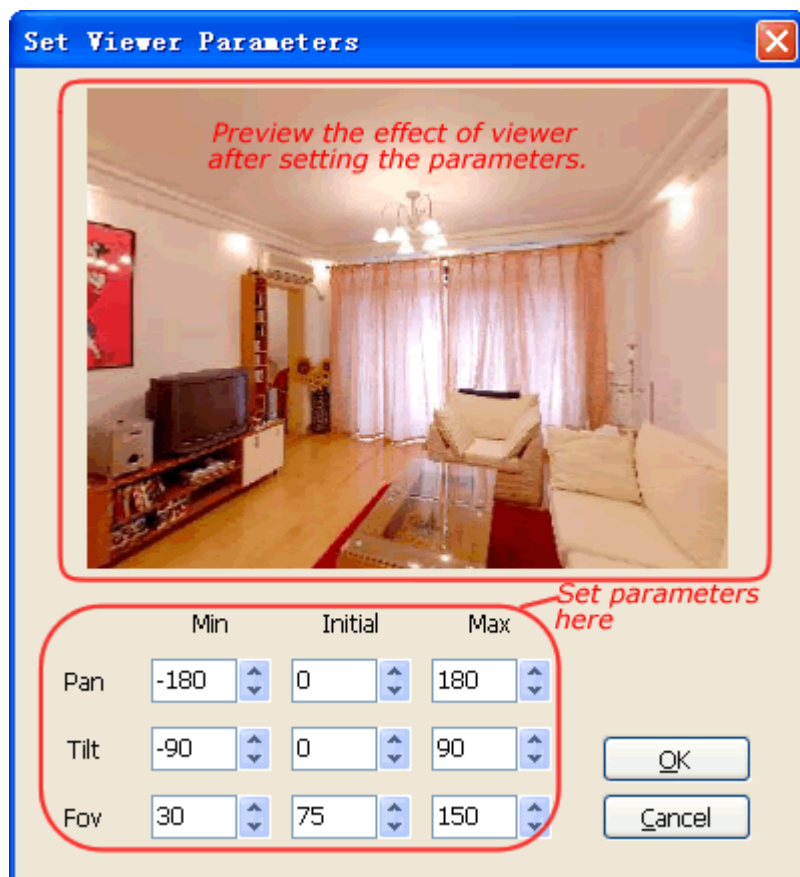 Set Viewer Parameters
Preview the effect of viewer
after setting the parameters.
Set parameters
here
Min Initial Max
Pan -180 0 180
Tilt -90 0 90
OK
Fov 30 75 150
Cancel